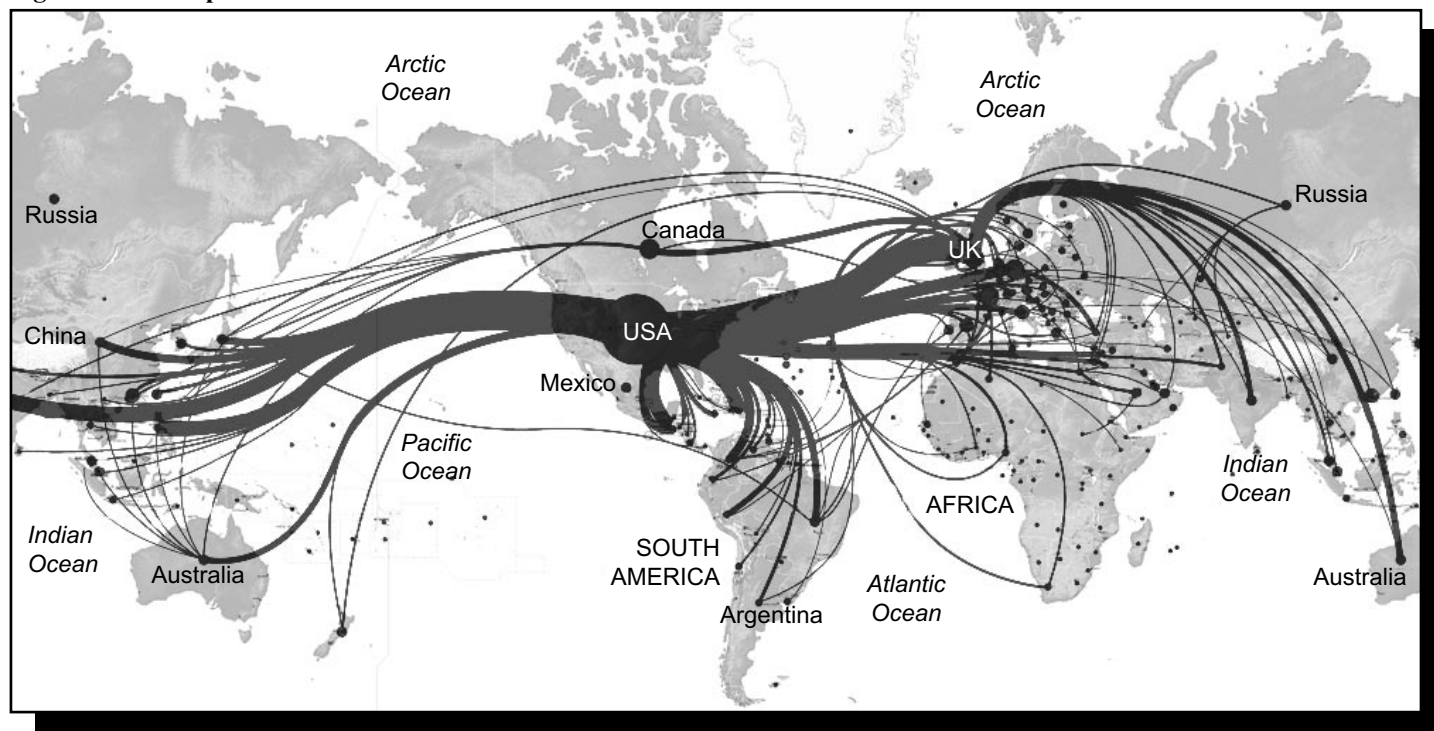 Arctic
Ocean
Arctic
Ocean
Russia
Russia
Canada
UK
China
USA
Mexico
Pacific
Ocean
Indian
Ocean
AFRICA
Indian
Ocean
SOUTH
AMERICA
Australia
Atlantic
Ocean
Australia
Argentina